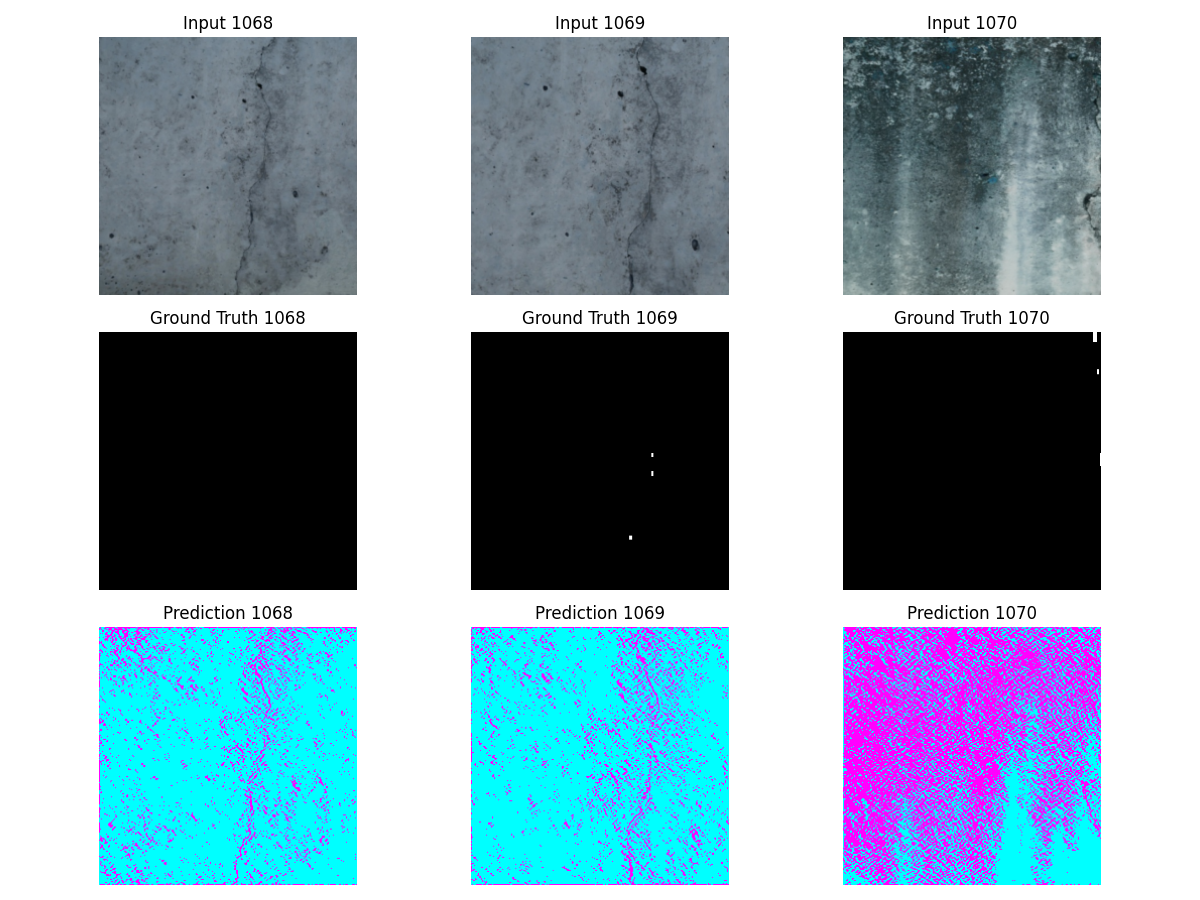 Input 1068
Input 1069
Input 1070
Ground Truth 1068
Ground Truth 1069
Ground Truth 1070
Prediction 1068
Prediction 1069
Prediction 1070